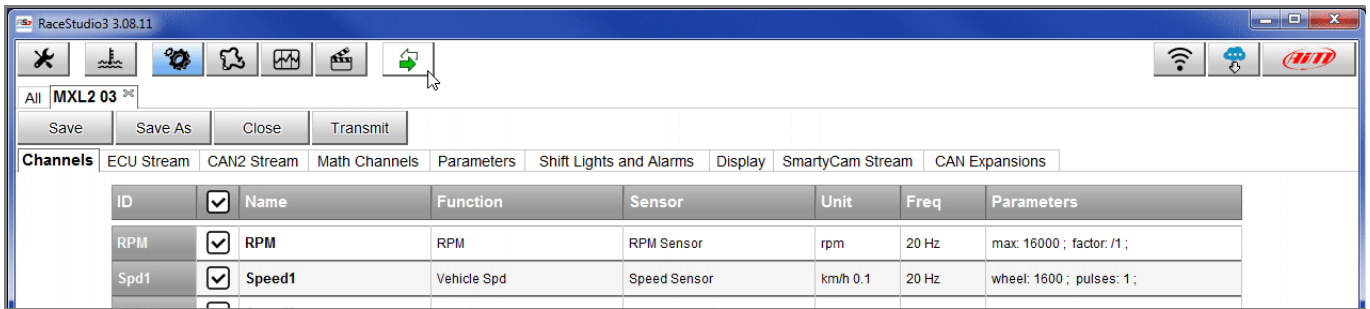 RS3 RaceStudio3 3.08.11
AiM
All MXL2 03
Save Save As Close Transmit
Channels ECU Stream CAN2 Stream Math Channels Parameters Shift Lights and Alarms Display SmartyCam Stream CAN Expansions
ID Name Function Sensor Unit Freq Parameters
RPM RPM RPM RPM Sensor rpm 20 Hz max: 16000 ; factor: /1 ;
Spd1 Speed1 Vehicle Spd Speed Sensor km/h 0.1 20 Hz wheel: 1600 ; pulses: 1 ;